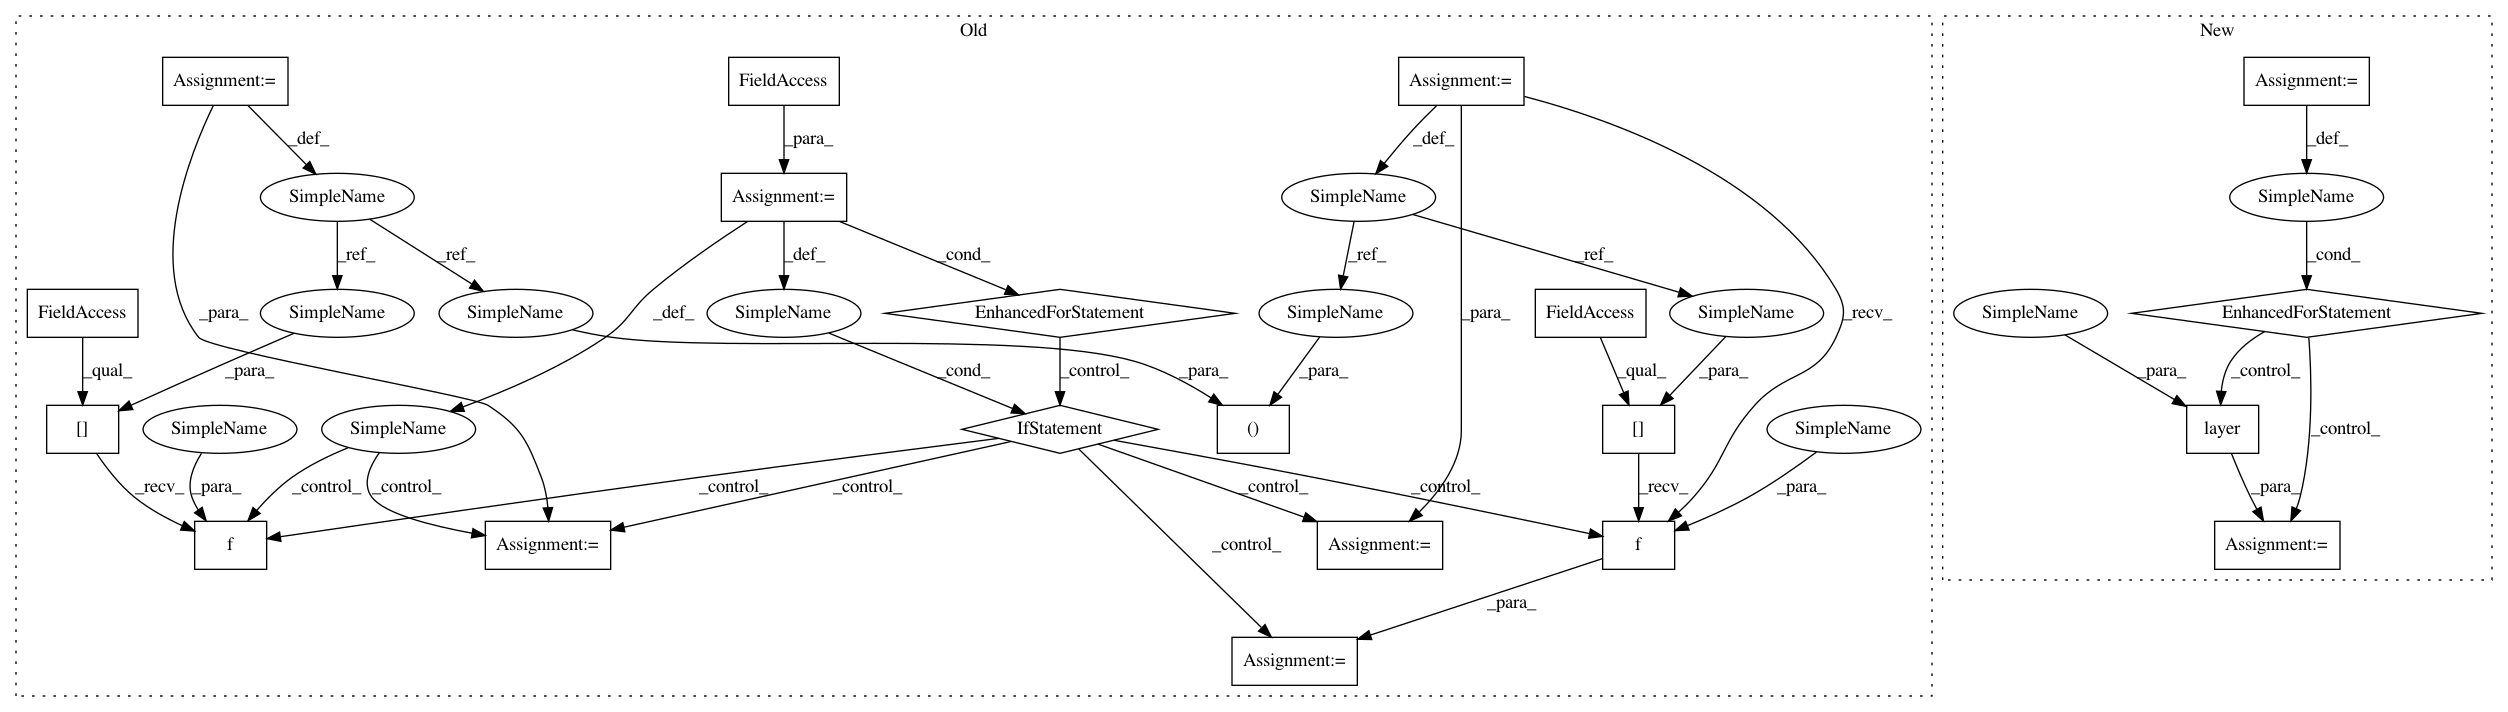 Old
New
Assignment:=
FieldAccess
Assignment:=
Assignment:=
_def_
_para_
_def_
_def_
SimpleName
Assignment:=
SimpleName
SimpleName
_ref_
_ref_
_def_
_cond_
_ref_
_ref_
_cond_
FieldAccess
SimpleName
SimpleName
_para_
_def_
SimpleName
EnhancedForStatement
SimpleName
_para_
FieldAccess
SimpleName
_recv_
SimpleName
EnhancedForStatement
_qual_
_para_
_cond_
_control_
_para_
_para_
_qual_
_para_
_para_
_control_
[]
SimpleName
SimpleName
IfStatement
()
[]
SimpleName
layer
_control_
_recv_
_para_
_control_
_control_
_control_
_control_
_control_
_control_
_recv_
_para_
_para_
f
Assignment:=
_control_
Assignment:=
f
Assignment:=
_para_
Assignment:=